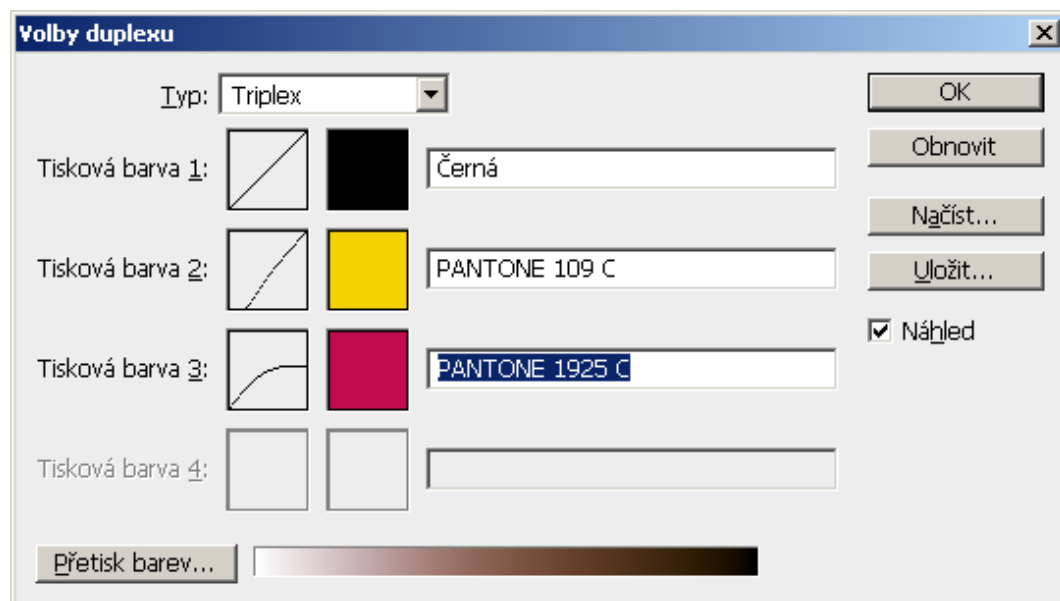 Volby duplexu
Typ: Triplex
OK
Tisková barva 1: Černá
Obnovit
Načíst...
Tisková barva 2: PANTONE 109 C
Uložit...
Náhled
Tisková barva 3: PANTONE 1925 C
Tisková barva 4:
Přetisk barev...